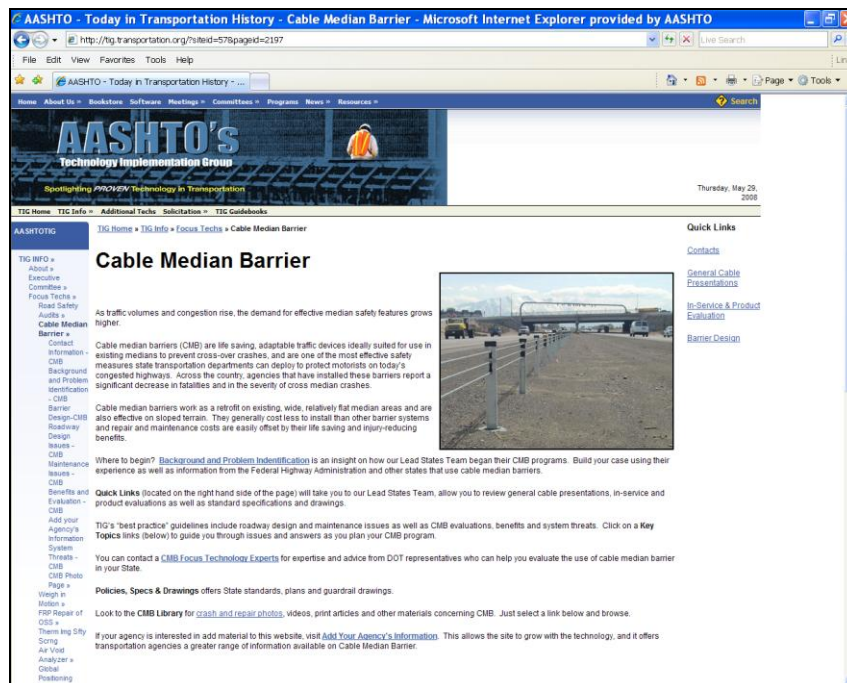 AASHTO - Today in Transportation History - Cable Median Barrier - Microsoft Internet Explorer provided by AASHTO
http://tig.transportation.org/?siteid=57&pageid=2197
Live Search
File Edit View Favorites Tools Help
AASHTO - Today in Transportation History - ...
Page Tools
Home About Us » Bookstore Software Meetings » Committees » Programs News » Resources »
Search
AASHTO's
Technology Implementation Group
Spotlighting PROVEN Technology in Transportation
Thursday, May 29,
2008
TIG Home TIG Info » Additional Techs Solicitation » TIG Guidebooks
AASHTOTIG
TIG INFO »
About »
Executive
Committee »
Focus Techs »
Road Safety
Audits »
Cable Median
Barrier »
Contact
Information -
CMB
Background
and Problem
Identification
- CMB
Barrier
Design-CMB
Roadway
Design
Issues -
CMB
Maintenance
Issues -
CMB
Benefits and
Evaluation -
CMB
Add your
Agency's
Information
System
Threats -
CMB
CMB Photo
Page »
Weigh in
Motion »
FRP Repair of
OSS »
Therm Img Sfty
Scrng
Air Void
Analyzer »
Global
Positioning
TIG Home » TIG Info » Focus Techs » Cable Median Barrier
Cable Median Barrier
As traffic volumes and congestion rise, the demand for effective median safety features grows
higher.
Cable median barriers (CMB) are life saving, adaptable traffic devices ideally suited for use in
existing medians to prevent cross-over crashes, and are one of the most effective safety
measures state transportation departments can deploy to protect motorists on today's
congested highways. Across the country, agencies that have installed these barriers report a
significant decrease in fatalities and in the severity of cross median crashes.
Cable median barriers work as a retrofit on existing, wide, relatively flat median areas and are
also effective on sloped terrain. They generally cost less to install than other barrier systems
and repair and maintenance costs are easily offset by their life saving and injury-reducing
benefits.
Where to begin? Background and Problem Indentification is an insight on how our Lead States Team began their CMB programs. Build your case using their
experience as well as information from the Federal Highway Administration and other states that use cable median barriers.
Quick Links (located on the right hand side of the page) will take you to our Lead States Team, allow you to review general cable presentations, in-service and
product evaluations as well as standard specifications and drawings.
TIG's "best practice" guidelines include roadway design and maintenance issues as well as CMB evaluations, benefits and system threats. Click on a Key
Topics links (below) to guide you through issues and answers as you plan your CMB program.
You can contact a CMB Focus Technology Experts for expertise and advice from DOT representatives who can help you evaluate the use of cable median barrier
in your State.
Policies, Specs & Drawings offers State standards, plans and guardrail drawings.
Look to the CMB Library for crash and repair photos, videos, print articles and other materials concerning CMB. Just select a link below and browse.
If your agency is interested in add material to this website, visit Add Your Agency's Information. This allows the site to grow with the technology, and it offers
transportation agencies a greater range of information available on Cable Median Barrier.
Quick Links
Contacts
General Cable
Presentations
In-Service & Product
Evaluation
Barrier Design